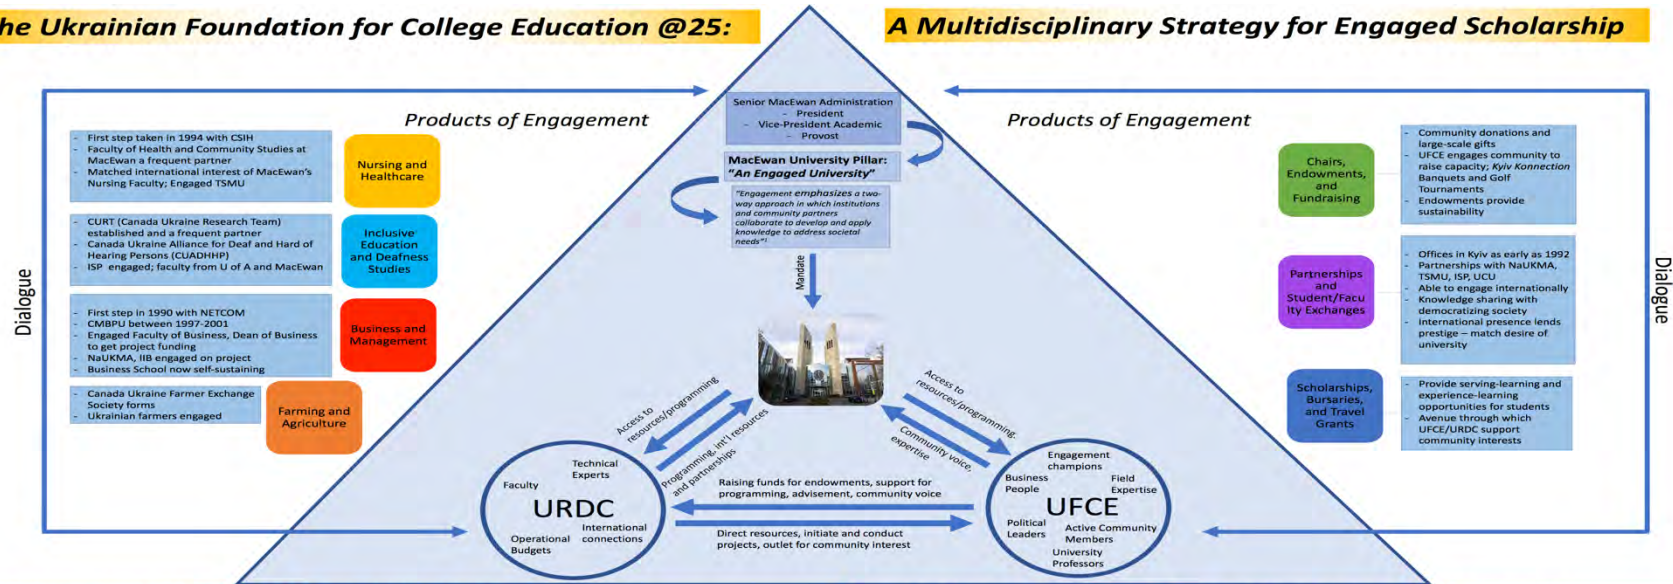 he Ukrainian Foundation for College Education @25:
A Multidisciplinary Strategy for Engaged Scholarship
Products of Engagement
- First step taken in 1994 with CSIH
- Faculty of Health and Community Studies at
MacEwan a frequent partner
- Matched international interest of MacEwan's
Nursing Faculty; Engaged TSMU
Nursing and
Healthcare
- CURT (Canada Ukraine Research Team)
established and a frequent partner
- Canada Ukraine Alliance for Deaf and Hard of
Hearing Persons (CUADHHP)
- ISP engaged; faculty from U of A and MacEwan
Inclusive
Education
and Deafness
Studies
- First step in 1990 with NETCOM
- CMBPU between 1997-2001
- Engaged Faculty of Business, Dean of Business
to get project funding
- NaUKMA, IIB engaged on project
- Business School now self-sustaining
Business and
Management
- Canada Ukraine Farmer Exchange
Society forms
- Ukrainian farmers engaged
Farming and
Agriculture
Dialogue
Senior MacEwan Administration
- President
- Vice-President Academic
- Provost
MacEwan University Pillar:
"An Engaged University"
"Engagement emphasizes a two-
way approach in which institutions
and community partners
collaborate to develop and apply
knowledge to address societal
needs"1
Mandate
Access to
resources/programming
Programming, int'l resources
and partnerships
Access to
resources/programming.
Community voice,
expertise
Technical
Experts
Faculty
URDC
International
connections
Operational
Budgets
Raising funds for endowments, support for
programming, advisement, community voice
Direct resources, initiate and conduct
projects, outlet for community interest
Engagement
champions
Business
People
Field
Expertise
UFCE
Political
Leaders
Active Community
Members
University
Professors
Products of Engagement
Chairs,
Endowments,
and
Fundraising
- Community donations and
large-scale gifts
- UFCE engages community to
raise capacity; Kyiv Konnection
Banquets and Golf
Tournaments
- Endowments provide
sustainability
Partnerships
and
Student/Facu
lty Exchanges
- Offices in Kyiv as early as 1992
- Partnerships with NaUKMA,
TSMU, ISP, UCU
- Able to engage internationally
- Knowledge sharing with
democratizing society
- International presence lends
prestige – match desire of
university
Scholarships,
Bursaries,
and Travel
Grants
- Provide serving-learning and
experience-learning
opportunities for students
- Avenue through which
UFCE/URDC support
community interests
Dialogue